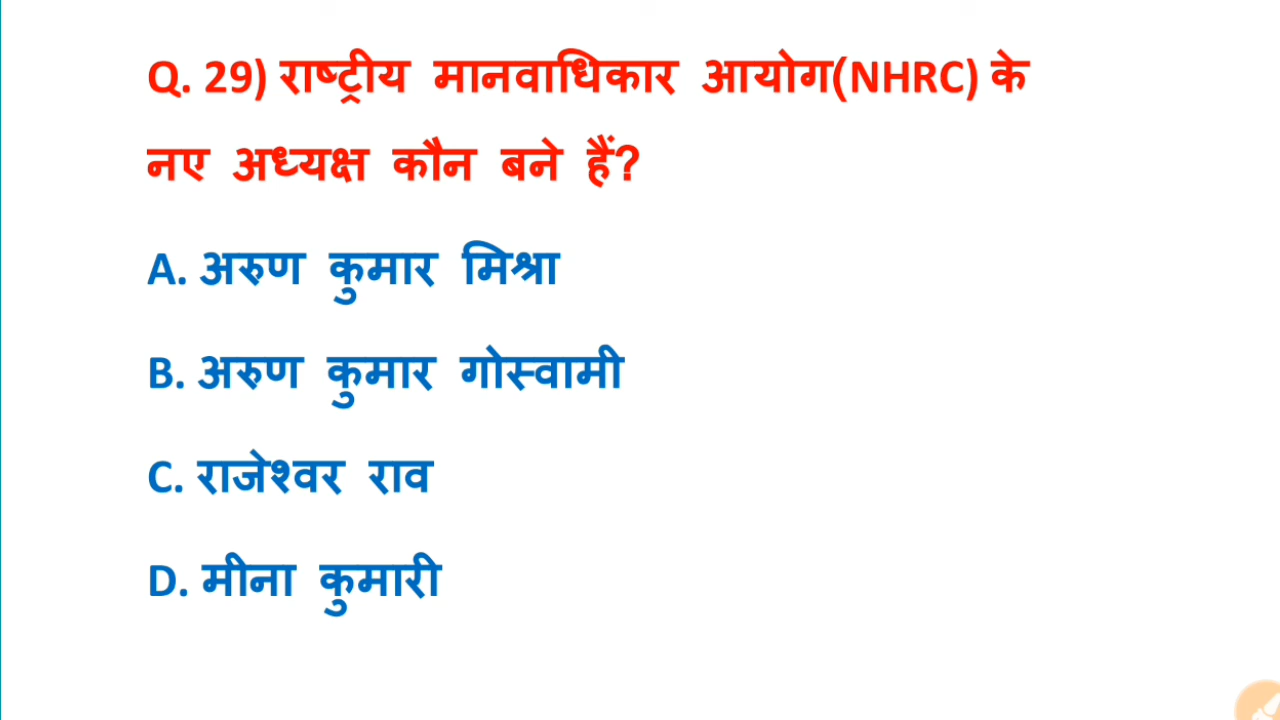 Q. 29) राष्ट्रीय मानवाधिकार आयोग(NHRC) के
नए अध्यक्ष कौन बने हैं?
A. अरुण कुमार मिश्रा
B. अरुण कुमार गोस्वामी
C. राजेश्वर राव
D. मीना कुमारी